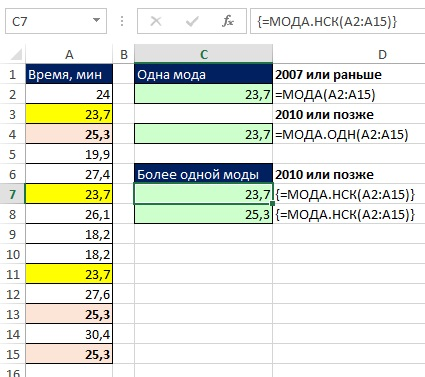 C7 {=МОДА.НСК(A2:A15)}
A B C D
1 Время, мин Одна мода 2007 или раньше
2 24 23,7 =МОДА(A2:A15)
3 23,7 2010 или позже
4 25,3 23,7 =МОДА.ОДН(A2:A15)
5 19,9
6 27,4 Более одной моды 2010 или позже
7 23,7 23,7 {=МОДА.НСК(A2:A15)}
8 26,1 25,3 {=МОДА.НСК(A2:A15)}
9 18,2
10 18,2
11 23,7
12 27,6
13 25,3
14 30,4
15 25,3
16